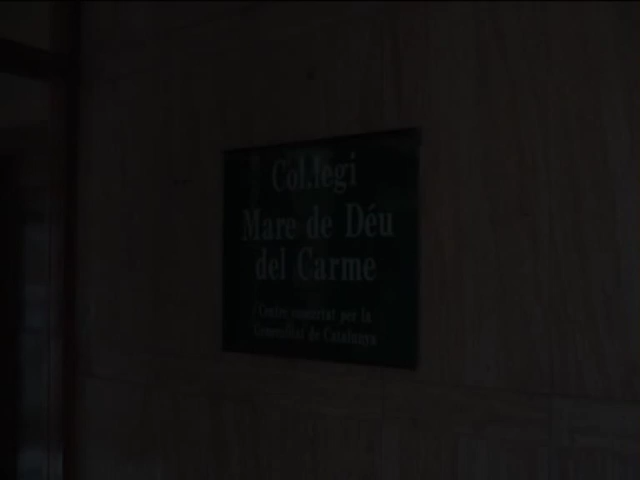 Col.legi
Mare de Déu
del Carme
Centre concertat per la
Generalitat de Catalunya